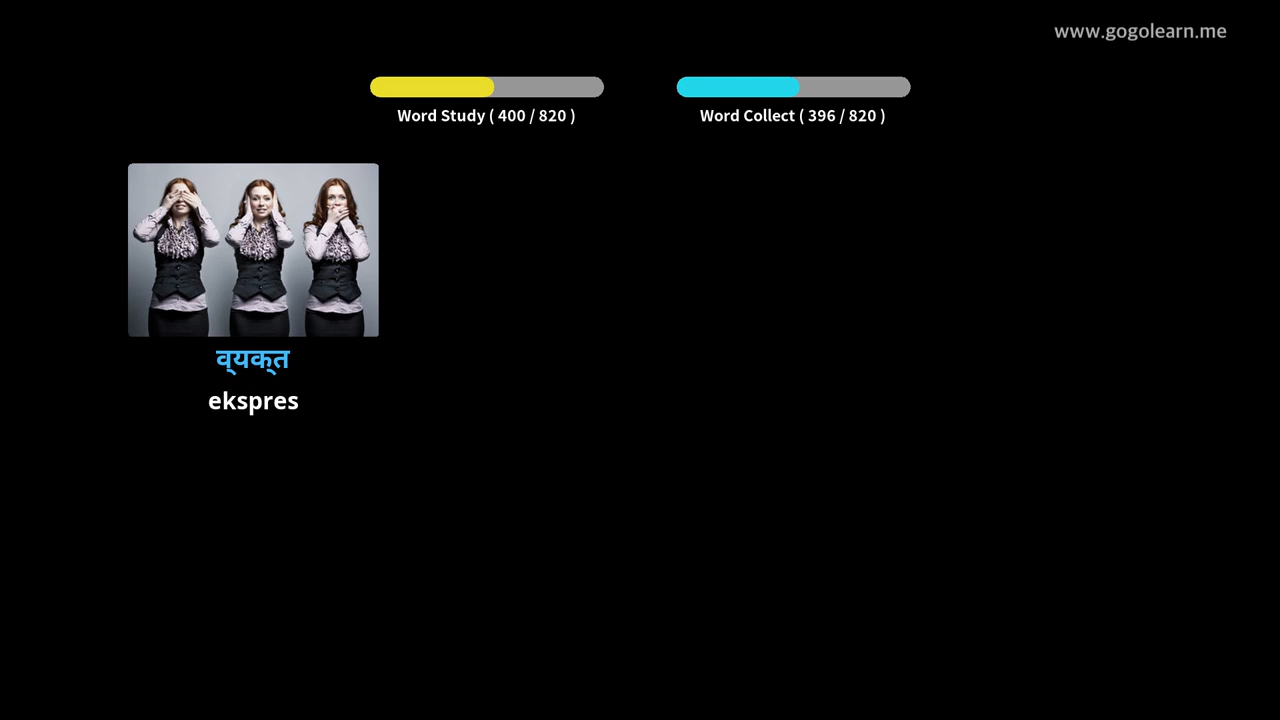 www.gogolearn.me
Word Study ( 400 / 820 )
Word Collect ( 396 / 820 )
व्यक्त
ekspres